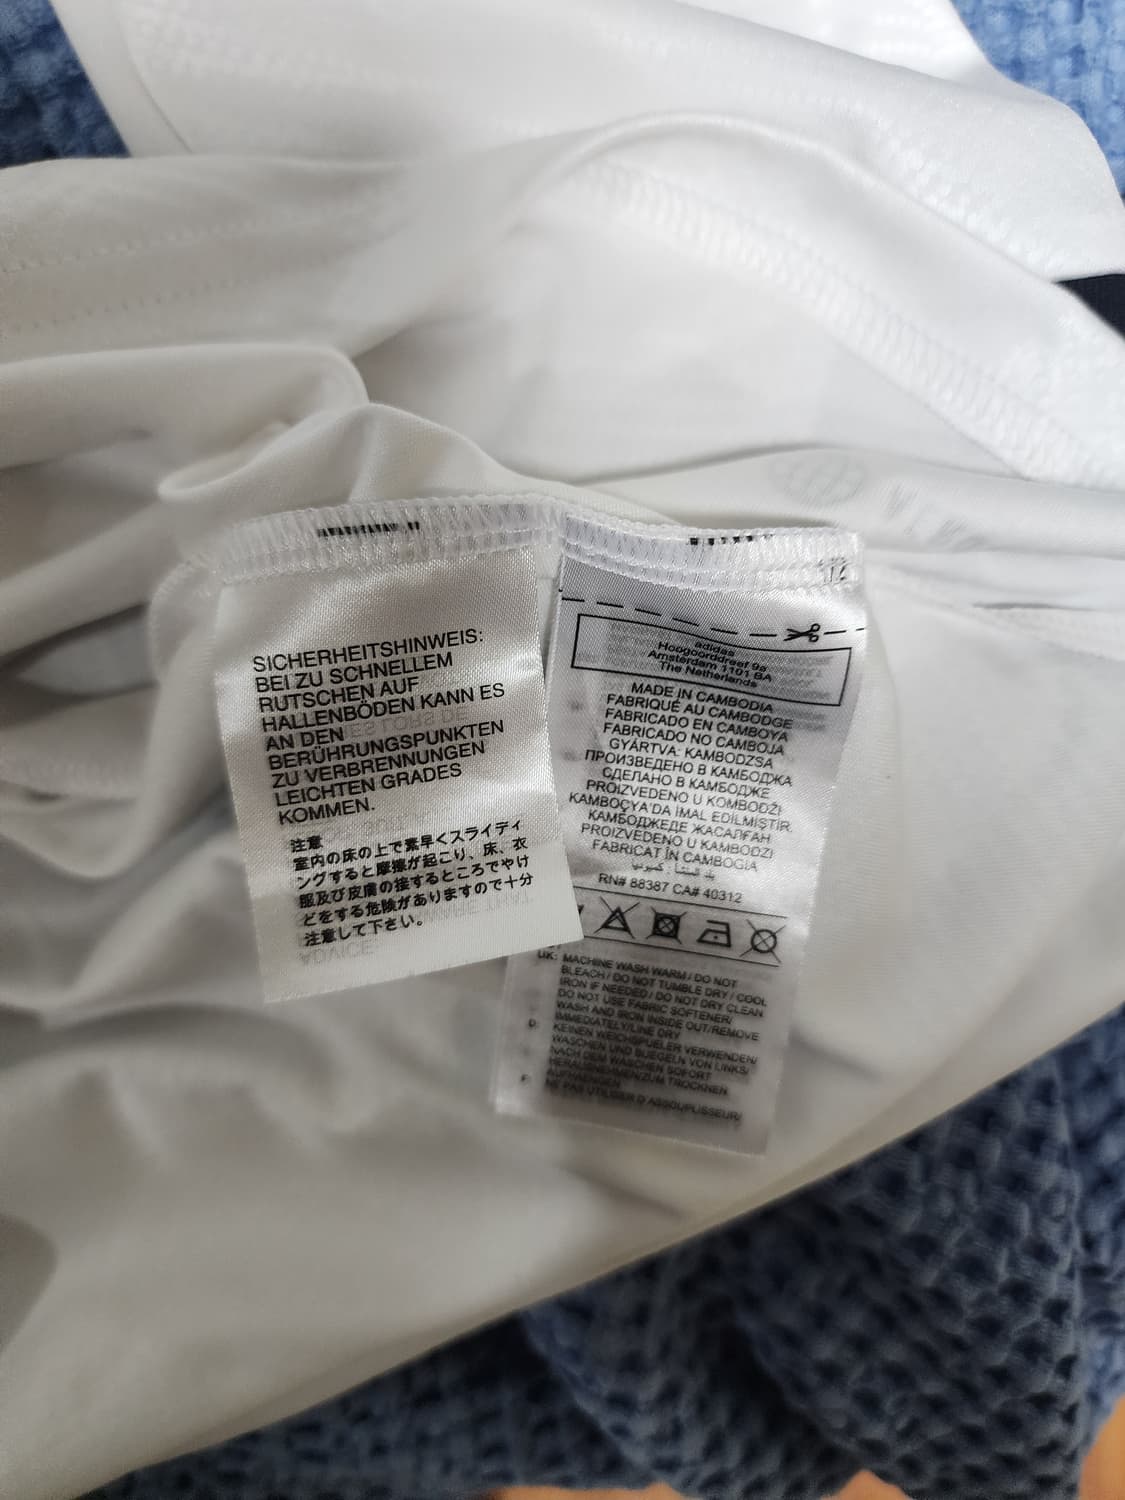 SICHERHEITSHINWEIS:
BEI ZU SCHNELLEM
RUTSCHEN AUF
HALLENBÖDEN KANN ES
AN DEN
BERÜHRUNGSPUNKTEN
ZU VERBRENNUNGEN
LEICHTEN GRADES
KOMMEN.
注意
室内の床の上で素早くスライディ
ングすると摩擦が起こり、床、衣
服及び皮膚の接するところでやけ
どをする危険がありますので十分
注意して下さい。
adidas
Hoogoorddreef 9a
Amsterdam 1101 BA
The Netherlands
MADE IN CAMBODIA
FABRIQUÉ AU CAMBODGE
FABRICADO EN CAMBOYA
FABRICADO NO CAMBOJA
GYÁRTVA: KAMBODZSA
ПРОИЗВЕДЕНО В КАМБОДЖА
СДЕЛАНО В КАМБОДЖЕ
PROIZVEDENO U KOMBODŽI
KAMBOÇYA'DA İMAL EDİLMİŞTİR.
КАМБОДЖЕДЕ ЖАСАЛҒАН
PROIZVEDENO U KAMBODŽI
FABRICAT ÎN CAMBOGIA
RN# 88387 CA# 40312
UK: MACHINE WASH WARM / DO NOT
BLEACH / DO NOT TUMBLE DRY / COOL
IRON IF NEEDED / DO NOT DRY CLEAN
DO NOT USE FABRIC SOFTENER/
WASH AND IRON INSIDE OUT/REMOVE
IMMEDIATELY/LINE DRY
D: KEINEN WEICHSPUELER VERWENDEN/
WASCHEN UND BUEGELN VON LINKS/
NACH DEM WASCHEN SOFORT
HERAUSNEHMEN/ZUM TROCKNEN
AUFHAENGEN
F: NE PAS UTILISER D ASSOUPLISSEUR/